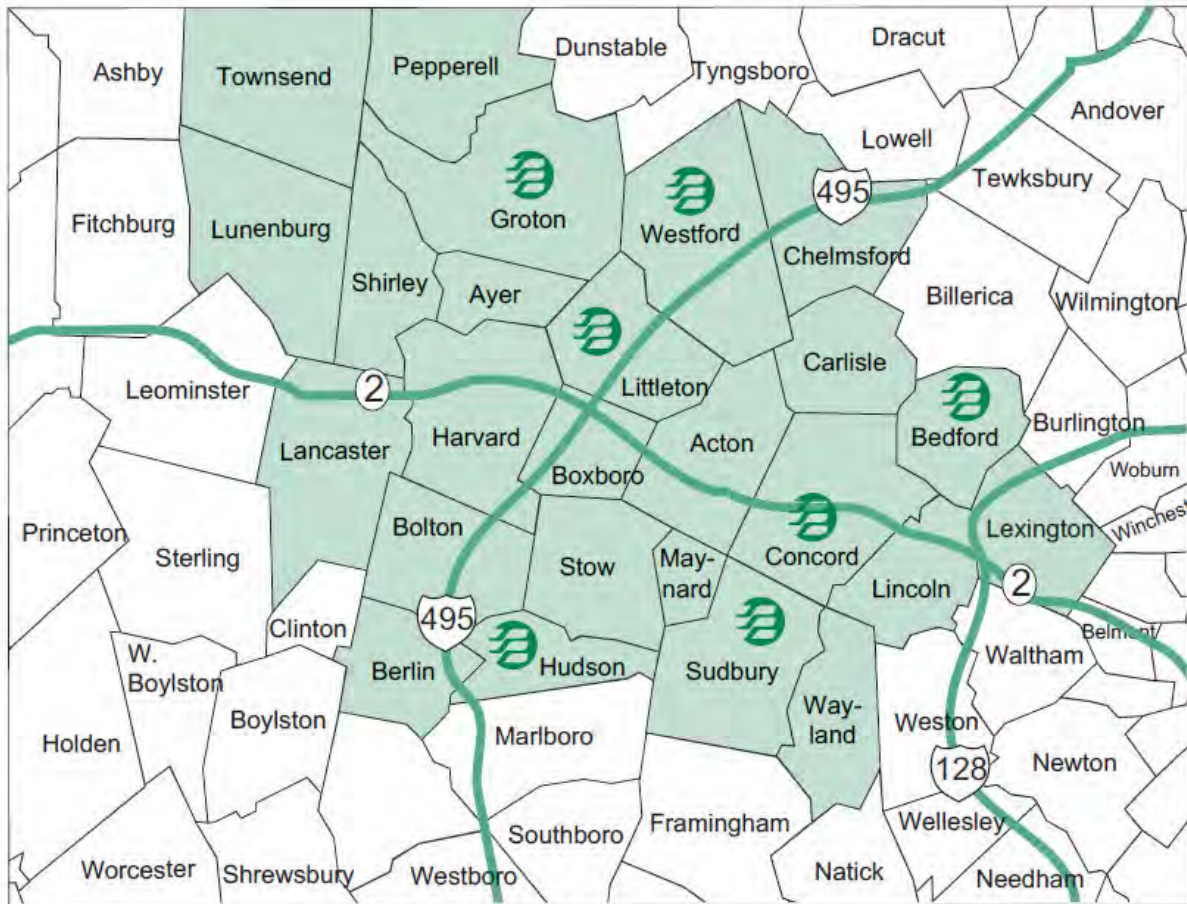 Ashby
Townsend
Pepperell
Dunstable
Tyngsboro
Dracut
Andover
Lowell
Tewksbury
Fitchburg
Lunenburg
Groton
Westford
495
Chelmsford
Shirley
Ayer
Billerica
Wilmington
Leominster
2
Littleton
Carlisle
Lancaster
Harvard
Boxboro
Acton
Bedford
Burlington
Woburn
Winchest
Princeton
Sterling
Bolton
Stow
May-
nard
Concord
Lexington
Lincoln
2
Clinton
495
Belmont
W.
Boylston
Berlin
Hudson
Sudbury
Waltham
Boylston
Way-
land
Weston
Holden
Marlboro
128
Newton
Southboro
Framingham
Wellesley
Worcester
Shrewsbury
Westboro
Natick
Needham